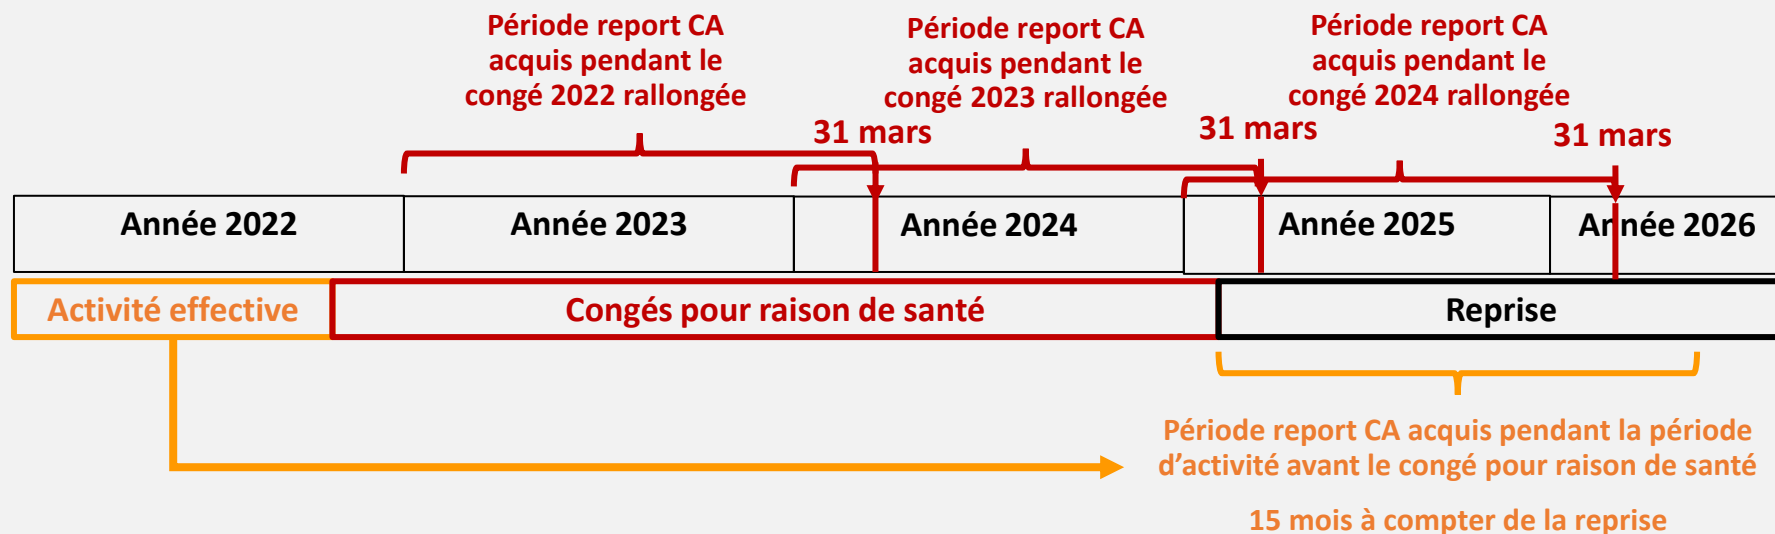 Période report CA
acquis pendant le
congé 2022 rallongée
Période report CA
acquis pendant le
congé 2023 rallongée
Période report CA
acquis pendant le
congé 2024 rallongée
31 mars
31 mars
31 mars
Année 2022
Année 2023
Année 2024
Année 2025
Année 2026
Activité effective
Congés pour raison de santé
Reprise
Période report CA acquis pendant la période
d’activité avant le congé pour raison de santé
15 mois à compter de la reprise